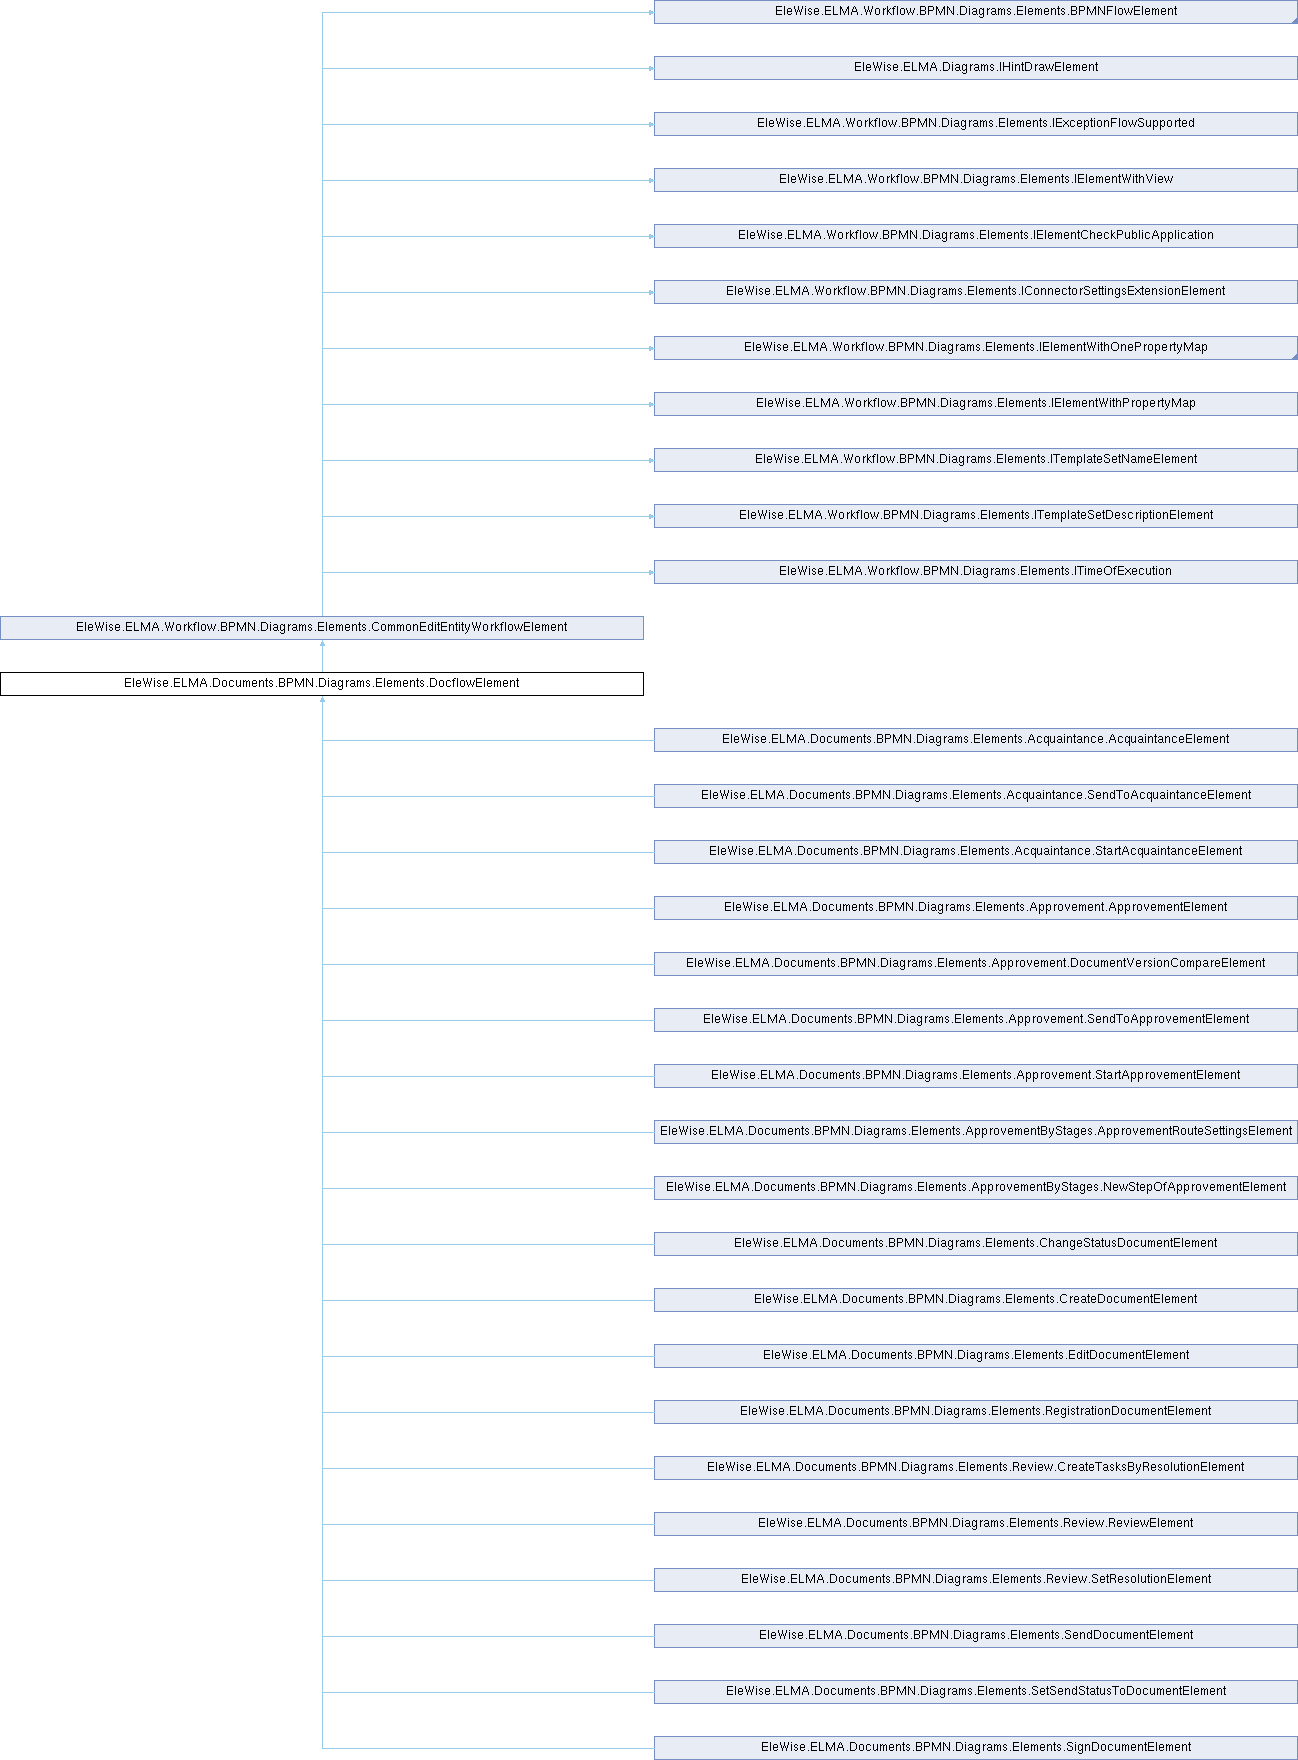 EleWise.ELMA.Workflow.BPMN.Diagrams.Elements.BPMNFlowElement
EleWise.ELMA.Diagrams.IHintDrawElement
EleWise.ELMA.Workflow.BPMN.Diagrams.Elements.IExceptionFlowSupported
EleWise.ELMA.Workflow.BPMN.Diagrams.Elements.IElementWithView
EleWise.ELMA.Workflow.BPMN.Diagrams.Elements.IElementCheckPublicApplication
EleWise.ELMA.Workflow.BPMN.Diagrams.Elements.IConnectorSettingsExtensionElement
EleWise.ELMA.Workflow.BPMN.Diagrams.Elements.IElementWithOnePropertyMap
EleWise.ELMA.Workflow.BPMN.Diagrams.Elements.IElementWithPropertyMap
EleWise.ELMA.Workflow.BPMN.Diagrams.Elements.ITemplateSetNameElement
EleWise.ELMA.Workflow.BPMN.Diagrams.Elements.ITemplateSetDescriptionElement
EleWise.ELMA.Workflow.BPMN.Diagrams.Elements.ITimeOfExecution
EleWise.ELMA.Workflow.BPMN.Diagrams.Elements.CommonEditEntityWorkflowElement
EleWise.ELMA.Documents.BPMN.Diagrams.Elements.DocflowElement
EleWise.ELMA.Documents.BPMN.Diagrams.Elements.Acquaintance.AcquaintanceElement
EleWise.ELMA.Documents.BPMN.Diagrams.Elements.Acquaintance.SendToAcquaintanceElement
EleWise.ELMA.Documents.BPMN.Diagrams.Elements.Acquaintance.StartAcquaintanceElement
EleWise.ELMA.Documents.BPMN.Diagrams.Elements.Approvement.ApprovementElement
EleWise.ELMA.Documents.BPMN.Diagrams.Elements.Approvement.DocumentVersionCompareElement
EleWise.ELMA.Documents.BPMN.Diagrams.Elements.Approvement.SendToApprovementElement
EleWise.ELMA.Documents.BPMN.Diagrams.Elements.Approvement.StartApprovementElement
EleWise.ELMA.Documents.BPMN.Diagrams.Elements.ApprovementByStages.ApprovementRouteSettingsElement
EleWise.ELMA.Documents.BPMN.Diagrams.Elements.ApprovementByStages.NewStepOfApprovementElement
EleWise.ELMA.Documents.BPMN.Diagrams.Elements.ChangeStatusDocumentElement
EleWise.ELMA.Documents.BPMN.Diagrams.Elements.CreateDocumentElement
EleWise.ELMA.Documents.BPMN.Diagrams.Elements.EditDocumentElement
EleWise.ELMA.Documents.BPMN.Diagrams.Elements.RegistrationDocumentElement
EleWise.ELMA.Documents.BPMN.Diagrams.Elements.Review.CreateTasksByResolutionElement
EleWise.ELMA.Documents.BPMN.Diagrams.Elements.Review.ReviewElement
EleWise.ELMA.Documents.BPMN.Diagrams.Elements.Review.SetResolutionElement
EleWise.ELMA.Documents.BPMN.Diagrams.Elements.SendDocumentElement
EleWise.ELMA.Documents.BPMN.Diagrams.Elements.SetSendStatusToDocumentElement
EleWise.ELMA.Documents.BPMN.Diagrams.Elements.SignDocumentElement